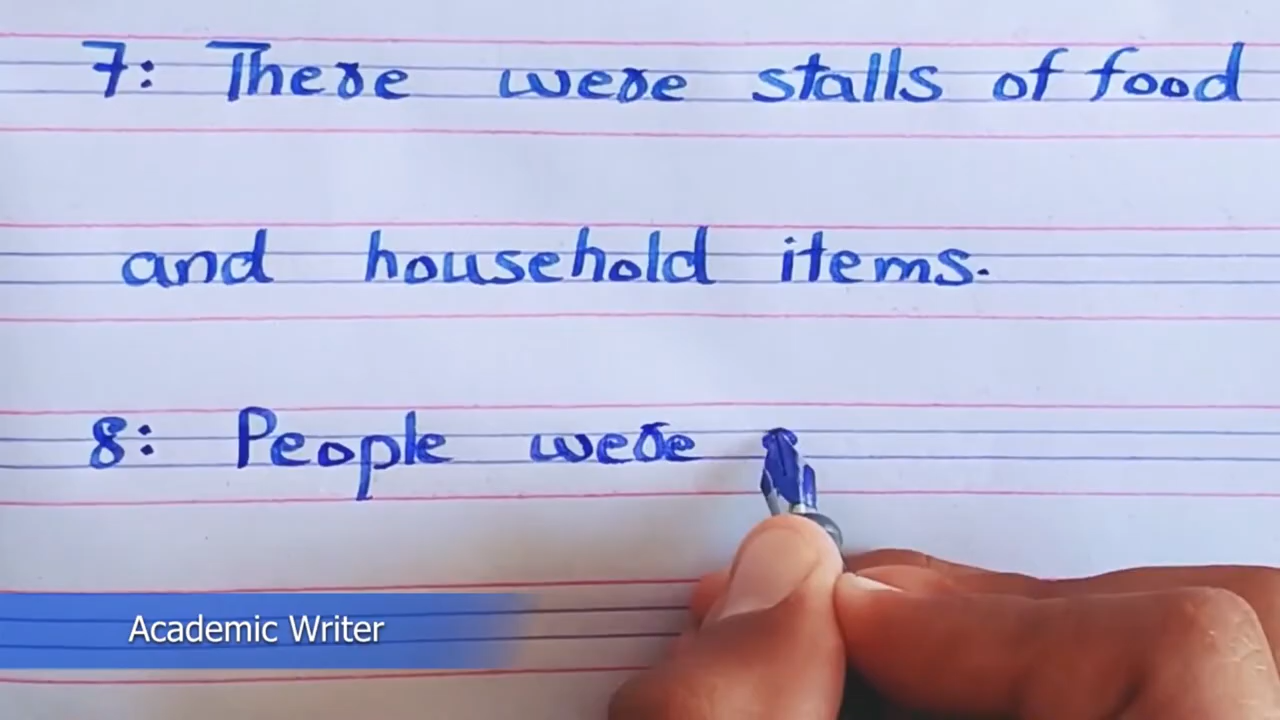 7: There were stalls of food
and household items.
8: People were
Academic Writer